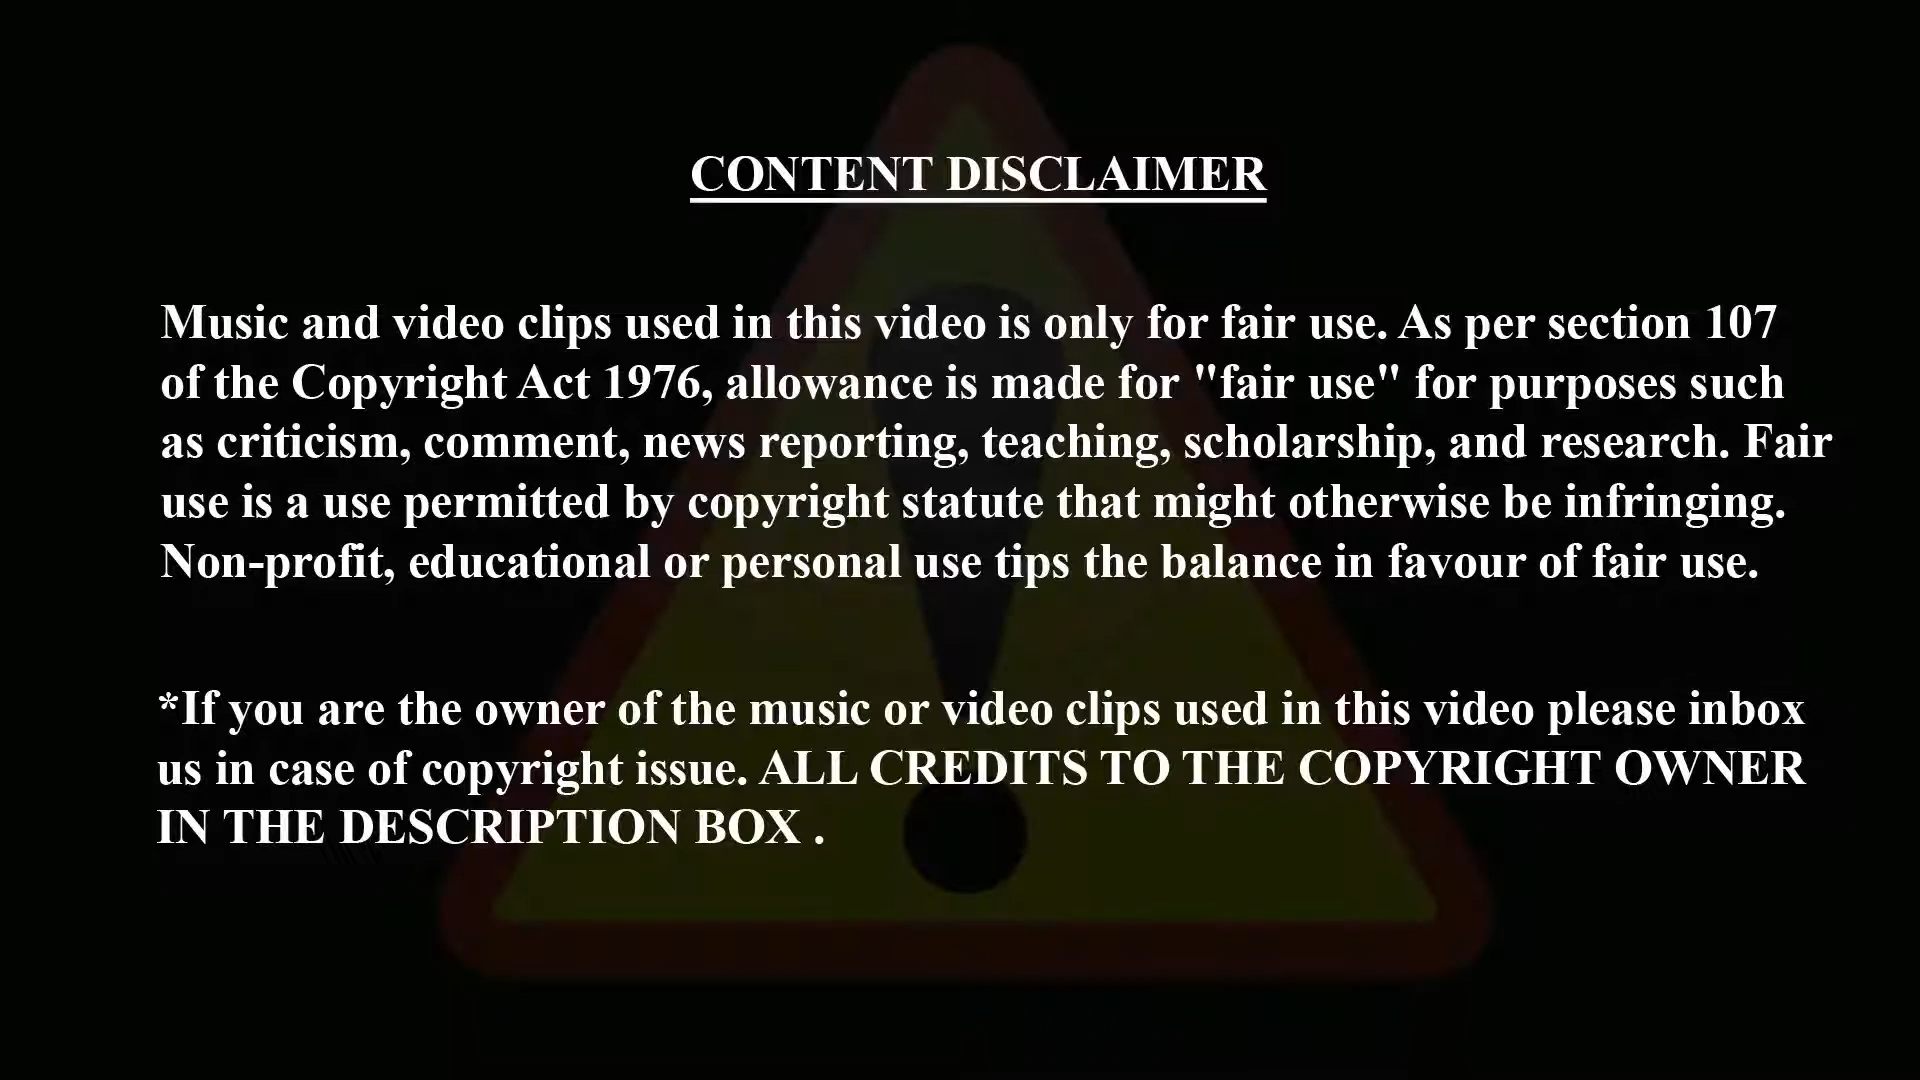 CONTENT DISCLAIMER
Music and video clips used in this video is only for fair use. As per section 107
of the Copyright Act 1976, allowance is made for "fair use" for purposes such
as criticism, comment, news reporting, teaching, scholarship, and research. Fair
use is a use permitted by copyright statute that might otherwise be infringing.
Non-profit, educational or personal use tips the balance in favour of fair use.
*If you are the owner of the music or video clips used in this video please inbox
us in case of copyright issue. ALL CREDITS TO THE COPYRIGHT OWNER
IN THE DESCRIPTION BOX .